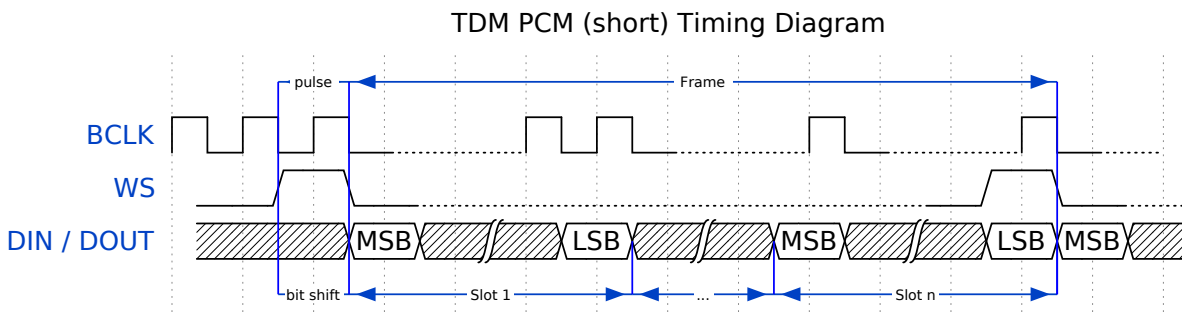 TDM PCM (short) Timing Diagram
pulse
Frame
BCLK
WS
DIN / DOUT
MSB
LSB
MSB
LSB
MSB
bit shift
Slot 1
...
Slot n